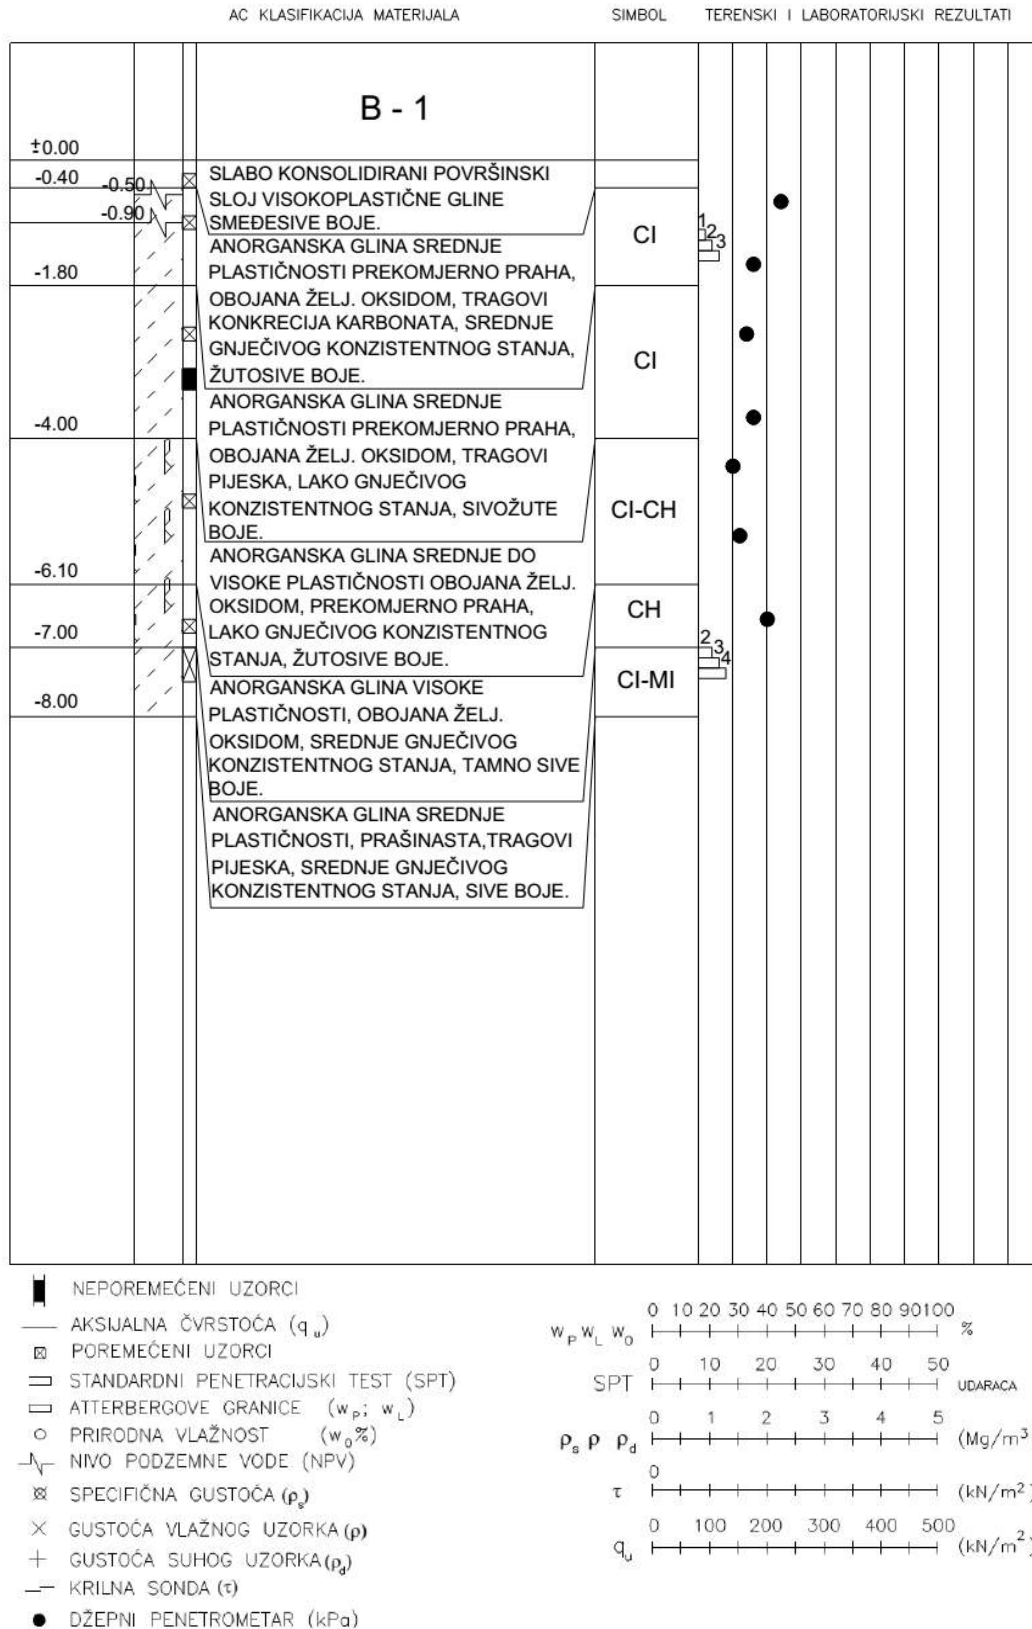 AC KLASIFIKACIJA MATERIJALA SIMBOL TERENSKI I LABORATORIJSKI REZULTATI
B - 1
±0.00
-0.40
-0.50
-0.90
-1.80
-4.00
-6.10
-7.00
-8.00
SLABO KONSOLIDIRANI POVRŠINSKI
SLOJ VISOKOPLASTIČNE GLINE
SMEĐESIVE BOJE.
ANORGANSKA GLINA SREDNJE
PLASTIČNOSTI PREKOMJERNO PRAHA,
OBOJANA ŽELJ. OKSIDOM, TRAGOVI
KONKRECIJA KARBONATA, SREDNJE
GNJEČIVOG KONZISTENTNOG STANJA,
ŽUTOSIVE BOJE.
ANORGANSKA GLINA SREDNJE
PLASTIČNOSTI PREKOMJERNO PRAHA,
OBOJANA ŽELJ. OKSIDOM, TRAGOVI
PIJESKA, LAKO GNJEČIVOG
KONZISTENTNOG STANJA, SIVOŽUTE
BOJE.
ANORGANSKA GLINA SREDNJE DO
VISOKE PLASTIČNOSTI OBOJANA ŽELJ.
OKSIDOM, PREKOMJERNO PRAHA,
LAKO GNJEČIVOG KONZISTENTNOG
STANJA, ŽUTOSIVE BOJE.
ANORGANSKA GLINA VISOKE
PLASTIČNOSTI, OBOJANA ŽELJ.
OKSIDOM, SREDNJE GNJEČIVOG
KONZISTENTNOG STANJA, TAMNO SIVE
BOJE.
ANORGANSKA GLINA SREDNJE
PLASTIČNOSTI, PRAŠINASTA,TRAGOVI
PIJESKA, SREDNJE GNJEČIVOG
KONZISTENTNOG STANJA, SIVE BOJE.
CI
CI
CI-CH
CH
CI-MI
1
2
3
2
3
4
NEPOREMEĆENI UZORCI
AKSIJALNA ČVRSTOĆA (q u)
POREMEĆENI UZORCI
STANDARDNI PENETRACIJSKI TEST (SPT)
ATTERBERGOVE GRANICE (wP; wL)
PRIRODNA VLAŽNOST (w0%)
NIVO PODZEMNE VODE (NPV)
SPECIFIČNA GUSTOĆA (ρs)
GUSTOĆA VLAŽNOG UZORKA (ρ)
GUSTOĆA SUHOG UZORKA (ρd)
KRILNA SONDA (τ)
DŽEPNI PENETROMETAR (kPa)
0 10 20 30 40 50 60 70 80 90 100
wP wL w0 %
0 10 20 30 40 50
SPT UDARACA
0 1 2 3 4 5
ρs ρ ρd (Mg/m3
0
τ (kN/m2)
0 100 200 300 400 500
qu (kN/m2)